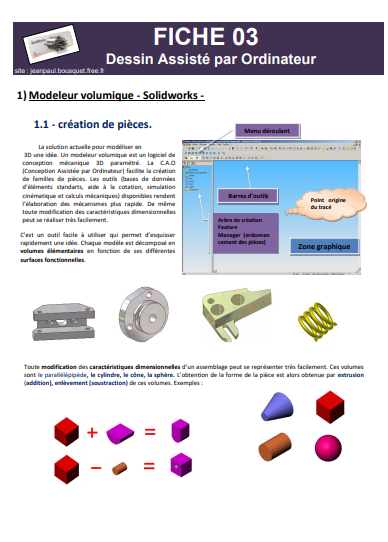 FICHE 03
Dessin Assisté par Ordinateur
site : jeanpaul.bousquet.free.fr
1) Modeleur volumique - Solidworks -
1.1 - création de pièces.
La solution actuelle pour modéliser en
3D une idée. Un modeleur volumique est un logiciel de
conception mécanique 3D paramétré. La C.A.O
(Conception Assistée par Ordinateur) facilite la création
de familles de pièces. Les outils (bases de données
d'éléments standarts, aide à la cotation, simulation
cinématique et calculs mécaniques) disponibles rendent
l'élaboration des mécanismes plus rapide. De même
toute modification des caractéristiques dimensionnelles
peut se réaliser très facilement.
C'est un outil facile à utiliser qui permet d'esquisser
rapidement une idée. Chaque modèle est décomposé en
volumes élémentaires en fonction de ses différentes
surfaces fonctionnelles.
Menu déroulant
Barres d'outils
Point origine
du tracé
Arbre de création
Feature
Manager (ordonnan
cement des pièces)
Zone graphique
Toute modification des caractéristiques dimensionnelles d'un assemblage peut se représenter très facilement. Ces volumes
sont le parallélépipède, le cylindre, le cône, la sphère. L'obtention de la forme de la pièce est alors obtenue par extrusion
(addition), enlèvement (soustraction) de ces volumes. Exemples :
+ =
– =